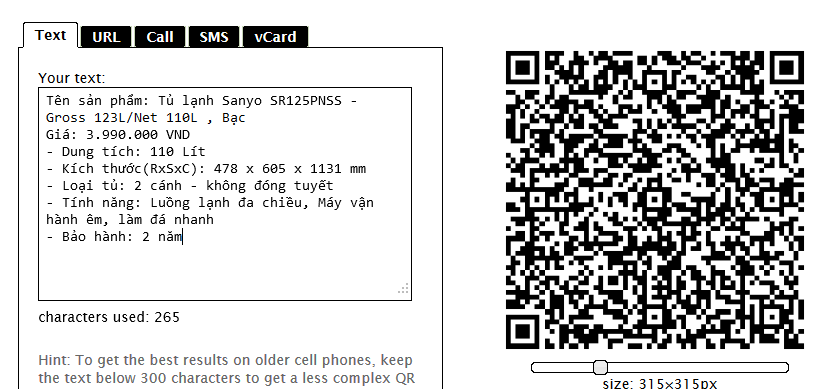 Text URL Call SMS vCard
Your text:
Tên sản phẩm: Tủ lạnh Sanyo SR125PNSS -
Gross 123L/Net 110L , Bạc
Giá: 3.990.000 VND
- Dung tích: 110 Lít
- Kích thước(RxSxC): 478 x 605 x 1131 mm
- Loại tủ: 2 cánh - không đóng tuyết
- Tính năng: Luồng lạnh đa chiều, Máy vận
hành êm, làm đá nhanh
- Bảo hành: 2 năm
characters used: 265
Hint: To get the best results on older cell phones, keep
the text below 300 characters to get a less complex QR
size: 315x315px